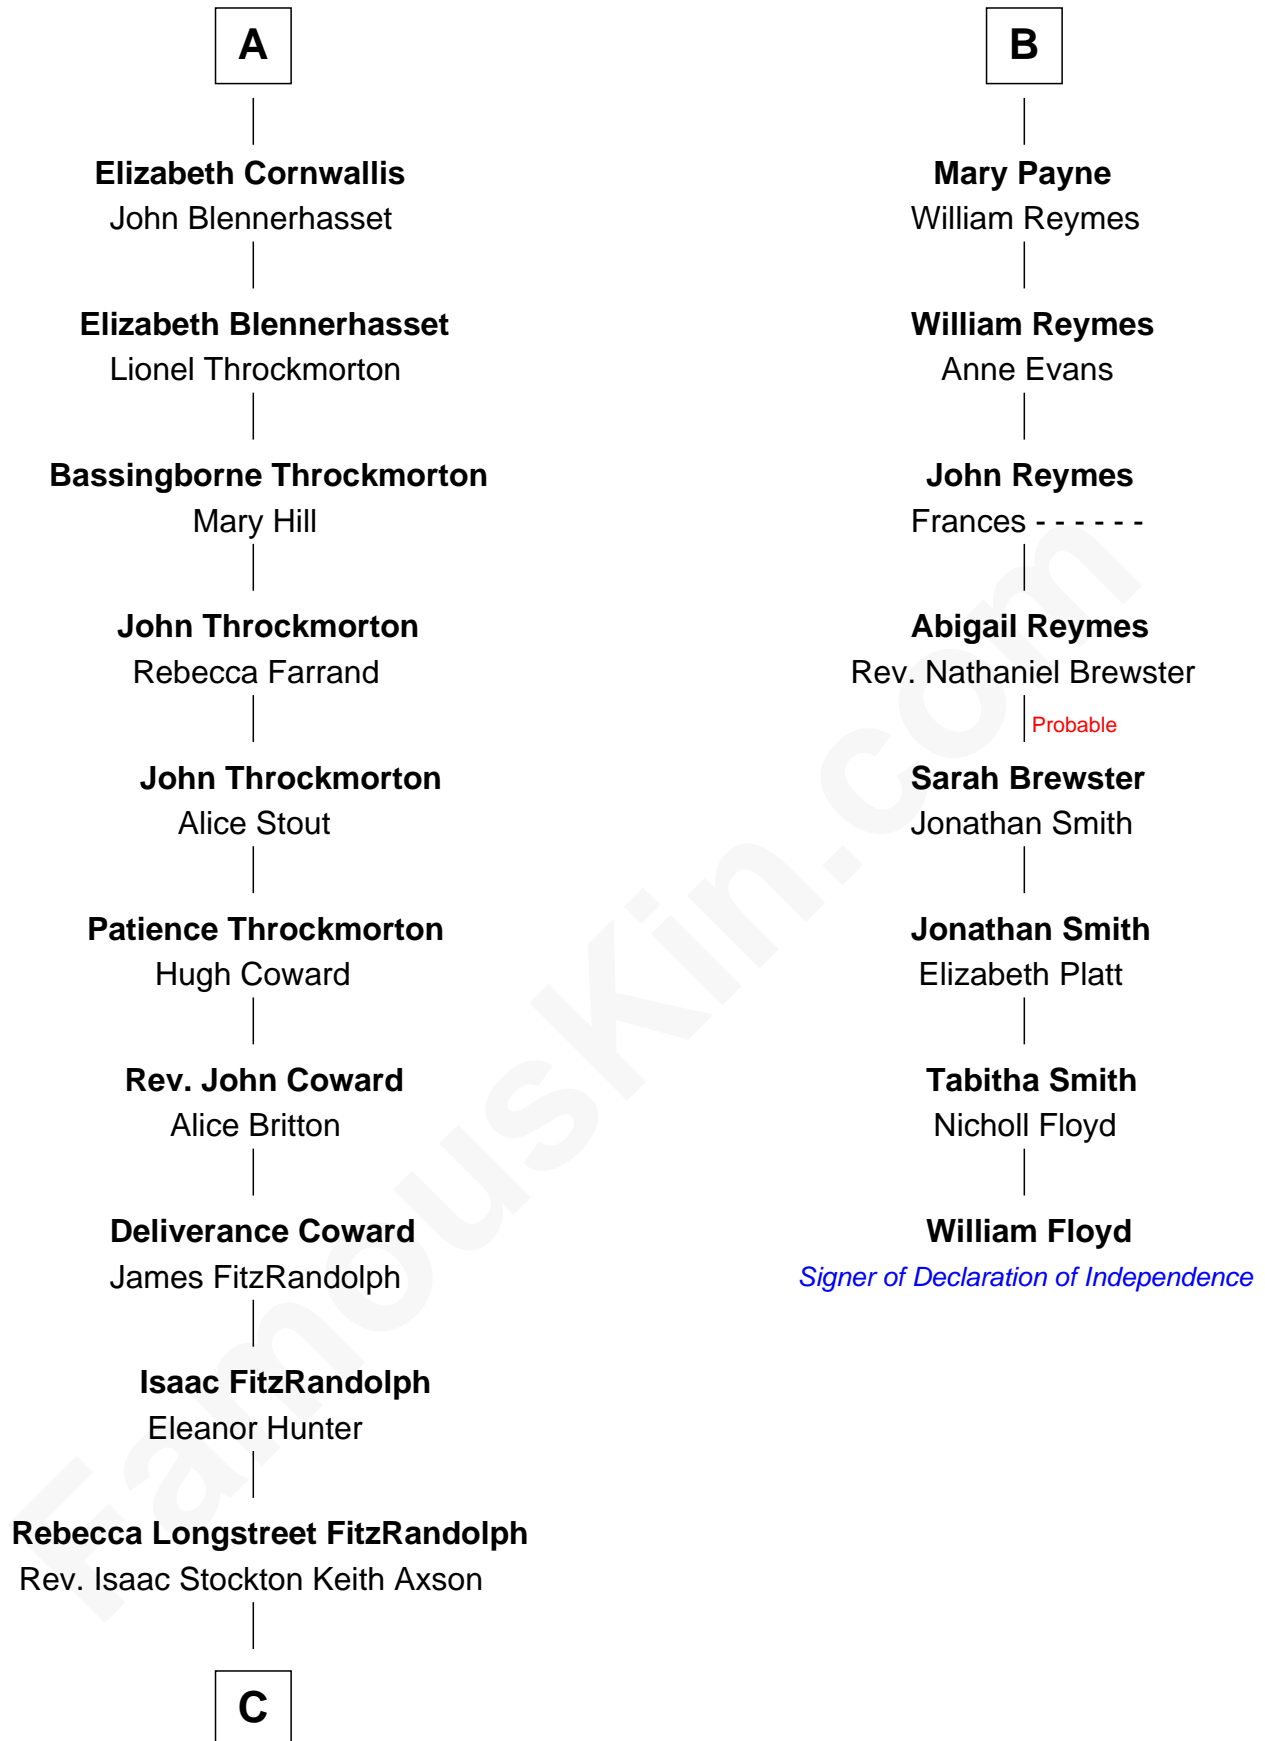 A
Elizabeth Cornwallis
John Blennerhasset
Elizabeth Blennerhasset
Lionel Throckmorton
Bassingborne Throckmorton
Mary Hill
John Throckmorton
Rebecca Farrand
John Throckmorton
Alice Stout
Patience Throckmorton
Hugh Coward
Rev. John Coward
Alice Britton
Deliverance Coward
James FitzRandolph
Isaac FitzRandolph
Eleanor Hunter
Rebecca Longstreet FitzRandolph
Rev. Isaac Stockton Keith Axson
C
B
Mary Payne
William Reymes
William Reymes
Anne Evans
John Reymes
Frances - - - - - -
Abigail Reymes
Rev. Nathaniel Brewster
Probable
Sarah Brewster
Jonathan Smith
Jonathan Smith
Elizabeth Platt
Tabitha Smith
Nicholl Floyd
William Floyd
Signer of Declaration of Independence
FamousKin.com